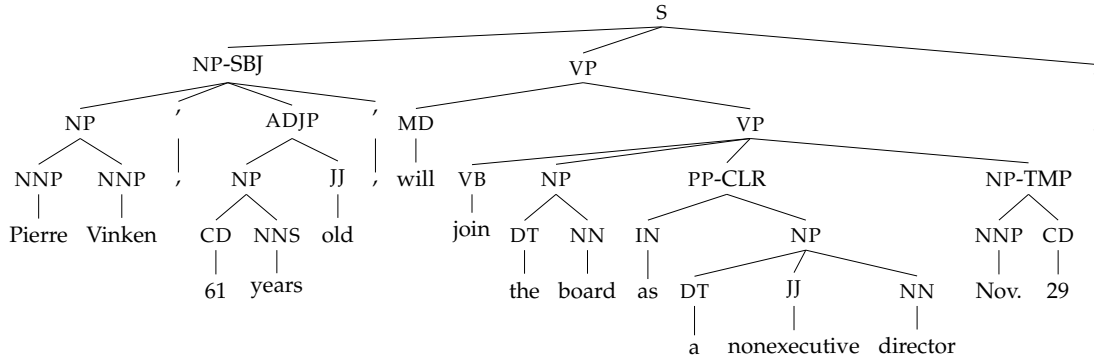 S
NP-SBJ VP
NP , ADJP , MD VP
NNP NNP , NP JJ , will VB NP PP-CLR NP-TMP
Pierre Vinken CD NNS old join DT NN IN NP NNP CD
61 years the board as DT JJ NN Nov. 29
a nonexecutive director